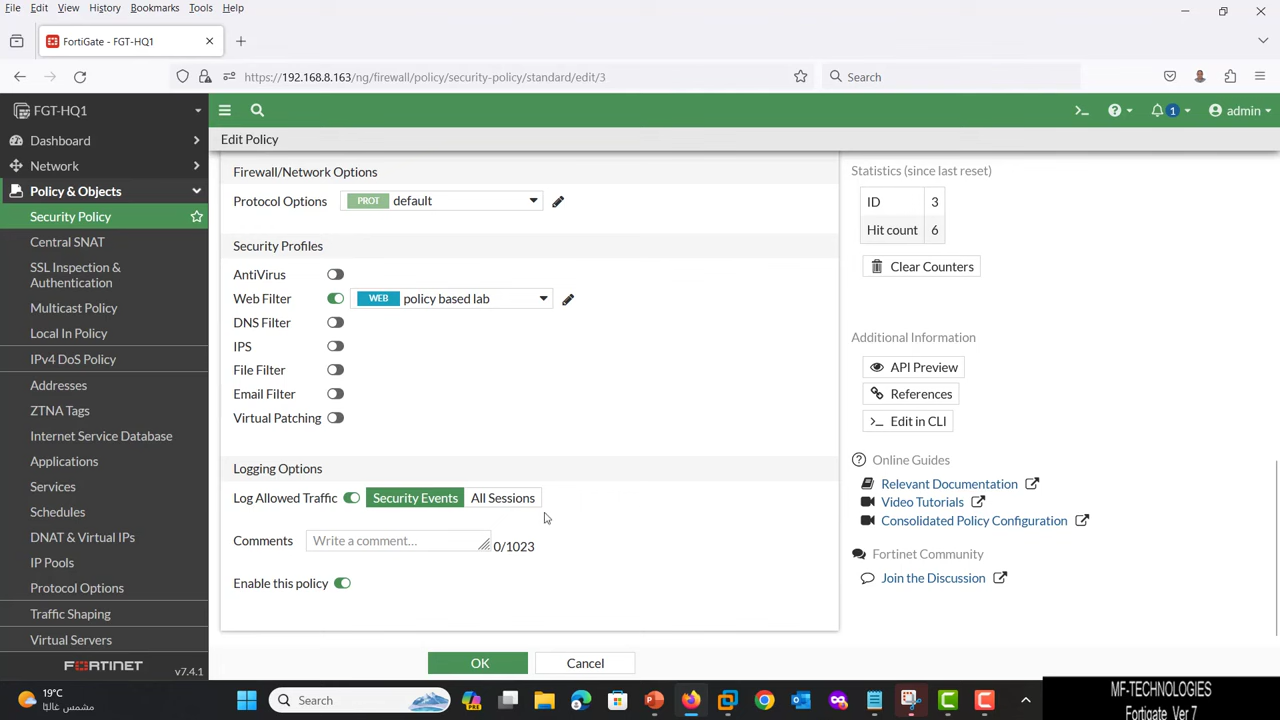 File Edit View History Bookmarks Tools Help
FortiGate - FGT-HQ1
https://192.168.8.163/ng/firewall/policy/security-policy/standard/edit/3
Search
FGT-HQ1
1
admin
Dashboard
Network
Policy & Objects
Security Policy
Central SNAT
SSL Inspection &
Authentication
Multicast Policy
Local In Policy
IPv4 DoS Policy
Addresses
ZTNA Tags
Internet Service Database
Applications
Services
Schedules
DNAT & Virtual IPs
IP Pools
Protocol Options
Traffic Shaping
Virtual Servers
FORTINET v7.4.1
Edit Policy
Firewall/Network Options
Protocol Options PROT default
Security Profiles
AntiVirus
Web Filter WEB policy based lab
DNS Filter
IPS
File Filter
Email Filter
Virtual Patching
Logging Options
Log Allowed Traffic Security Events All Sessions
Comments Write a comment... 0/1023
Enable this policy
OK Cancel
Statistics (since last reset)
ID 3
Hit count 6
Clear Counters
Additional Information
API Preview
References
Edit in CLI
Online Guides
Relevant Documentation
Video Tutorials
Consolidated Policy Configuration
Fortinet Community
Join the Discussion
19°C
مشمس غالبًا
Search
MF-TECHNOLOGIES
Fortigate Ver 7